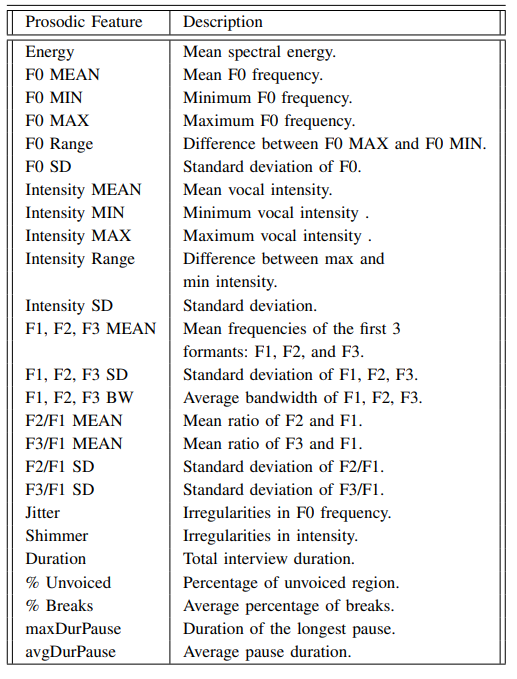 Prosodic Feature Description
Energy Mean spectral energy.
F0 MEAN Mean F0 frequency.
F0 MIN Minimum F0 frequency.
F0 MAX Maximum F0 frequency.
F0 Range Difference between F0 MAX and F0 MIN.
F0 SD Standard deviation of F0.
Intensity MEAN Mean vocal intensity.
Intensity MIN Minimum vocal intensity .
Intensity MAX Maximum vocal intensity .
Intensity Range Difference between max and
min intensity.
Intensity SD Standard deviation.
F1, F2, F3 MEAN Mean frequencies of the first 3
formants: F1, F2, and F3.
F1, F2, F3 SD Standard deviation of F1, F2, F3.
F1, F2, F3 BW Average bandwidth of F1, F2, F3.
F2/F1 MEAN Mean ratio of F2 and F1.
F3/F1 MEAN Mean ratio of F3 and F1.
F2/F1 SD Standard deviation of F2/F1.
F3/F1 SD Standard deviation of F3/F1.
Jitter Irregularities in F0 frequency.
Shimmer Irregularities in intensity.
Duration Total interview duration.
% Unvoiced Percentage of unvoiced region.
% Breaks Average percentage of breaks.
maxDurPause Duration of the longest pause.
avgDurPause Average pause duration.